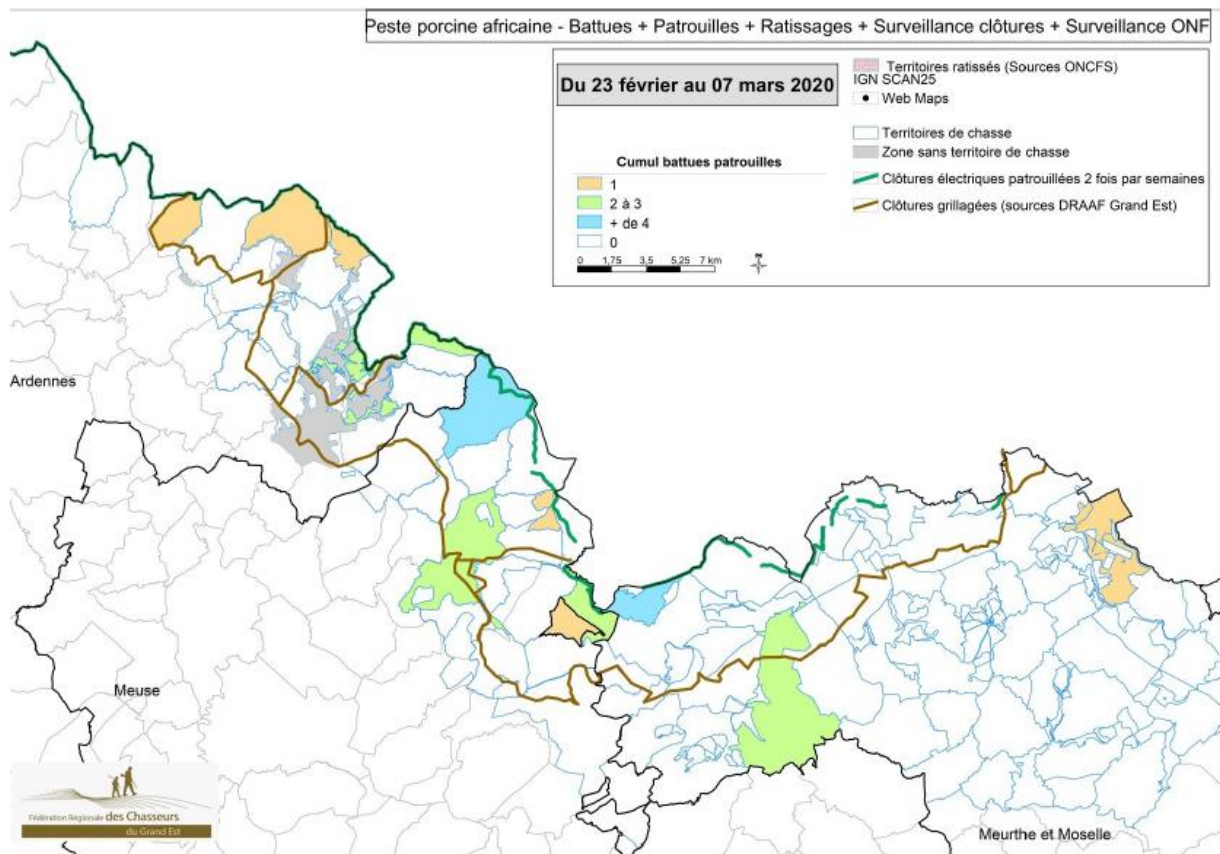 Peste porcine africaine - Battues + Patrouilles + Ratissages + Surveillance clôtures + Surveillance ONF
Du 23 février au 07 mars 2020
Territoires ratissés (Sources ONCFS)
IGN SCAN25
Web Maps
Territoires de chasse
Zone sans territoire de chasse
Clôtures électriques patrouillées 2 fois par semaines
Clôtures grillagées (sources DRAAF Grand Est)
Cumul battues patrouilles
1
2 à 3
+ de 4
0
0 1,75 3,5 5,25 7 km
Ardennes
Meuse
Meurthe et Moselle
Fédération Régionale des Chasseurs
du Grand Est